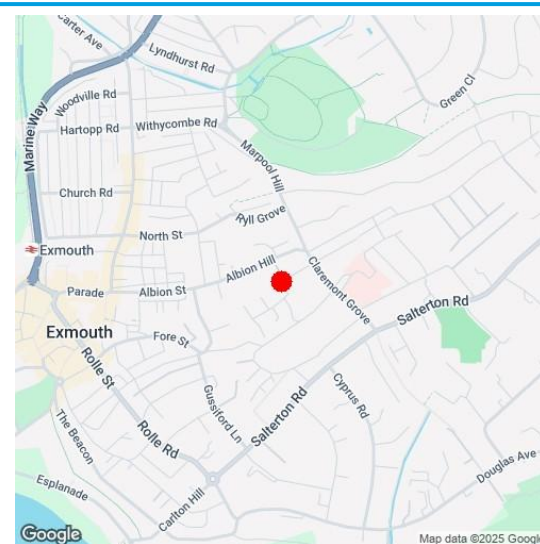 Carter Ave
Lyndhurst Rd
Woodville Rd
Green Cl
Marine Way
Hartopp Rd
Withycombe Rd
Marpool Hill
Church Rd
Ryll Grove
North St
Exmouth
Albion Hill
Claremont Grove
Parade
Albion St
Salterton Rd
Exmouth
Fore St
Rolle St
Gussiford Ln
Cyprus Rd
Salterton Rd
The Beacon
Rolle Rd
Douglas Ave
Esplanade
Carlton Hill
Google
Map data ©2025 Google